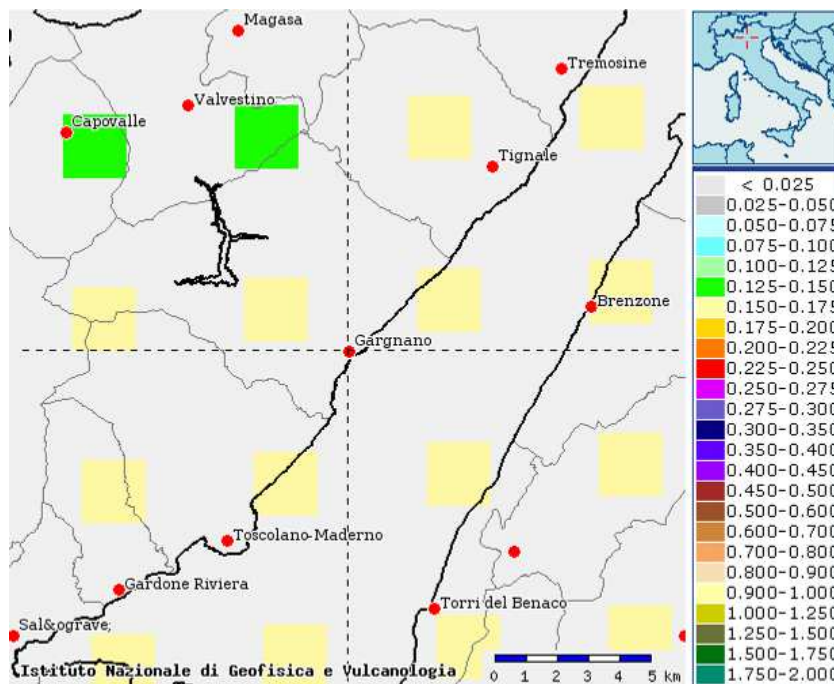 Magasa
Tremosine
Valvestino
Capovalle
Tignale
Brenzone
Gargnano
Toscolano-Maderno
Gardone Riviera
Torri del Benaco
Sal&ograve;
Istituto Nazionale di Geofisica e Vulcanologia
0 1 2 3 4 5 km
< 0.025
0.025-0.050
0.050-0.075
0.075-0.100
0.100-0.125
0.125-0.150
0.150-0.175
0.175-0.200
0.200-0.225
0.225-0.250
0.250-0.275
0.275-0.300
0.300-0.350
0.350-0.400
0.400-0.450
0.450-0.500
0.500-0.600
0.600-0.700
0.700-0.800
0.800-0.900
0.900-1.000
1.000-1.250
1.250-1.500
1.500-1.750
1.750-2.000